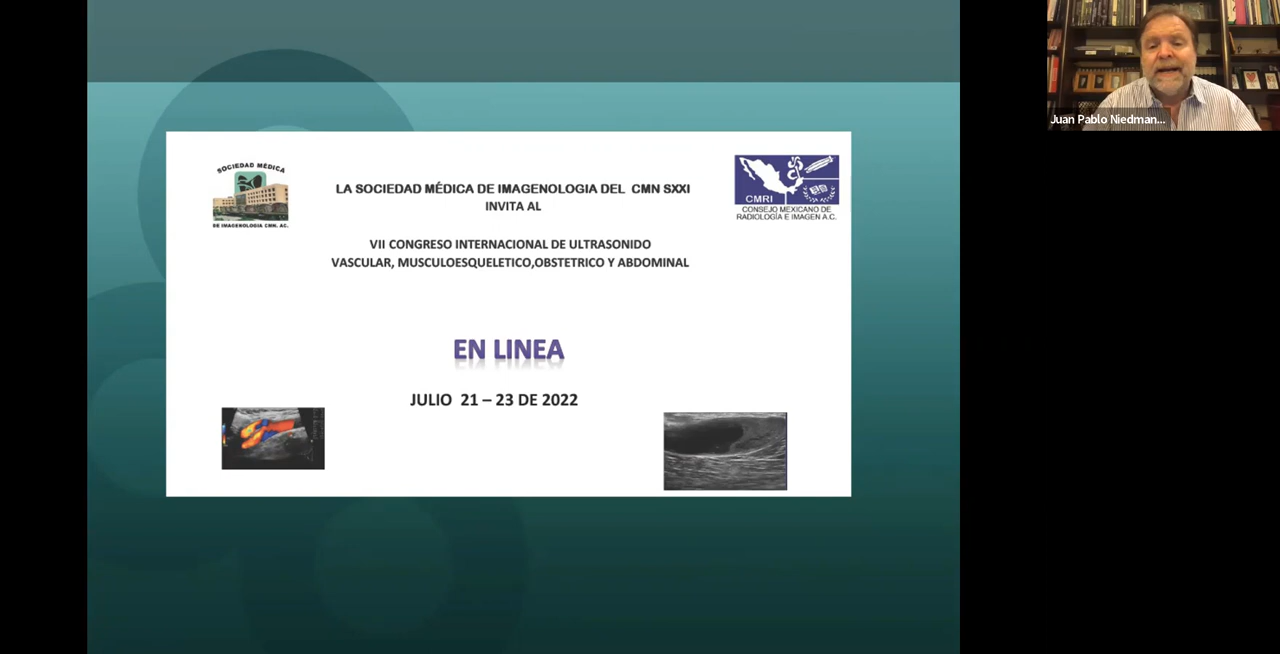 SOCIEDAD MÉDICA
DE IMAGENOLOGIA CMN. AC.
LA SOCIEDAD MÉDICA DE IMAGENOLOGIA DEL CMN SXXI
INVITA AL
CMRI
CONSEJO MEXICANO DE
RADIOLOGÍA E IMAGEN A.C.
VII CONGRESO INTERNACIONAL DE ULTRASONIDO
VASCULAR, MUSCULOESQUELETICO,OBSTETRICO Y ABDOMINAL
EN LINEA
JULIO 21 – 23 DE 2022
Juan Pablo Niedman...